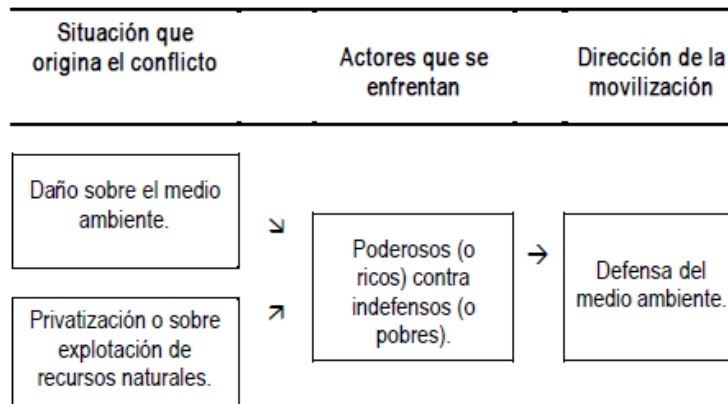 Situación que
origina el conflicto
Actores que se
enfrentan
Dirección de la
movilización
Daño sobre el medio
ambiente.
Privatización o sobre
explotación de
recursos naturales.
Poderosos (o
ricos) contra
indefensos (o
pobres).
Defensa del
medio ambiente.